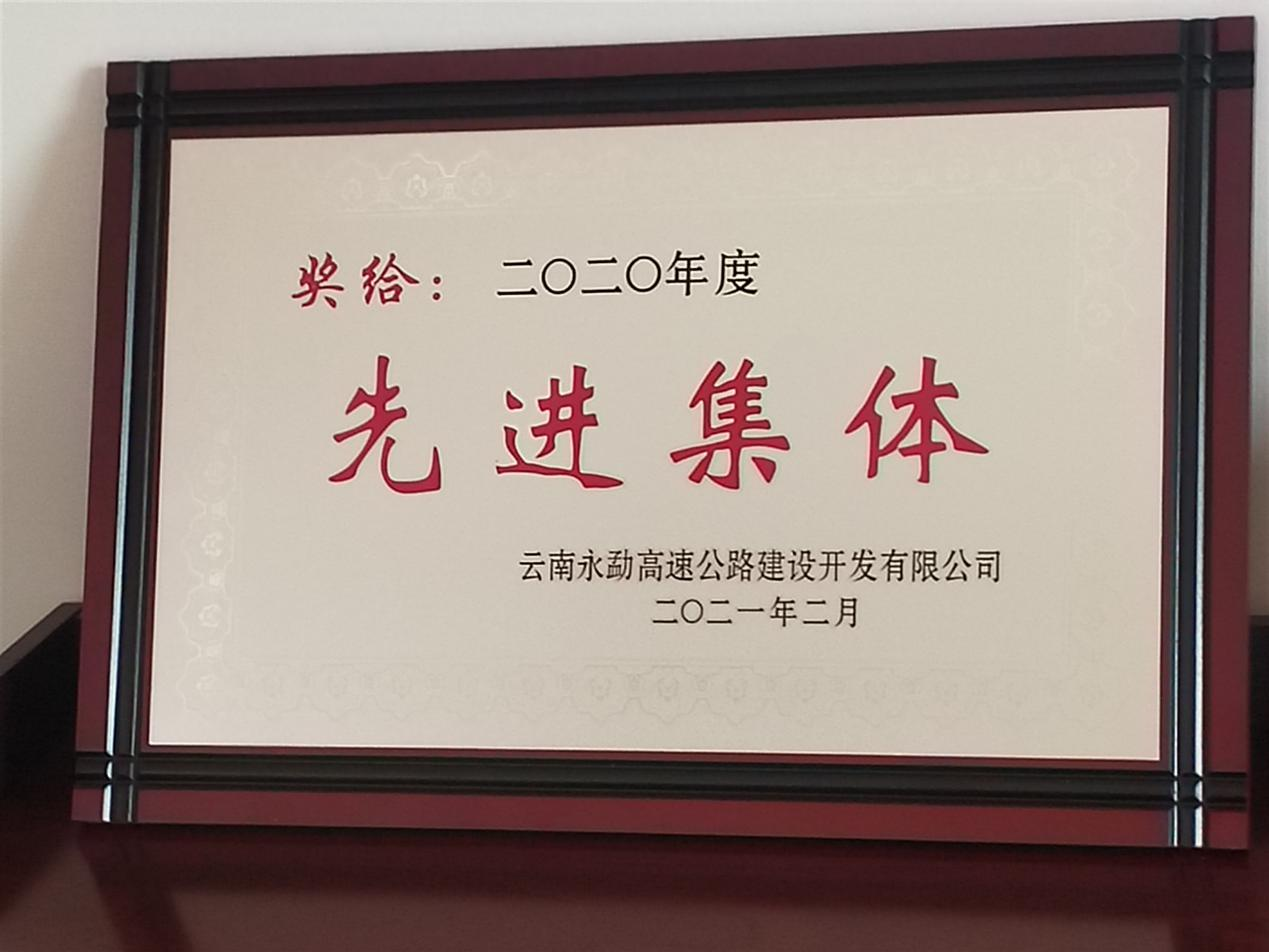 奖给：二〇二〇年度
先进集体
云南永勐高速公路建设开发有限公司
二〇二一年二月